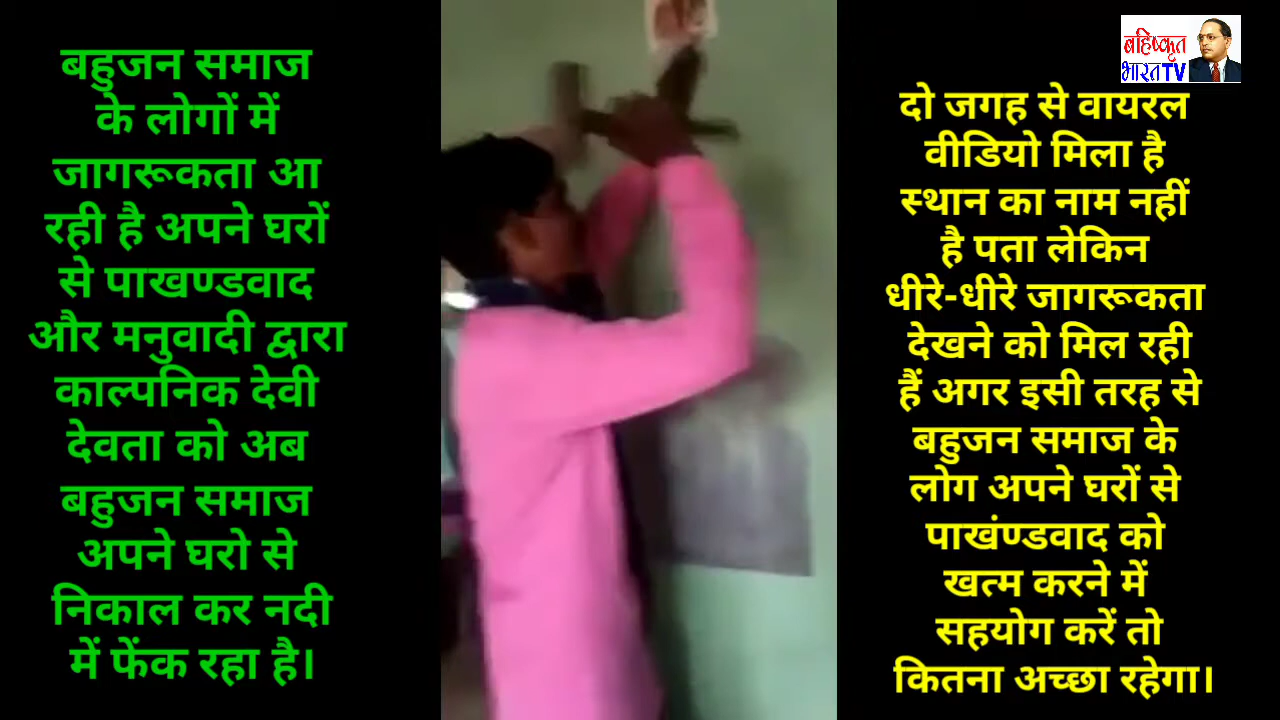 बहुजन समाज
के लोगों में
जागरूकता आ
रही है अपने घरों
से पाखण्डवाद
और मनुवादी द्वारा
काल्पनिक देवी
देवता को अब
बहुजन समाज
अपने घरो से
निकाल कर नदी
में फेंक रहा है।
बहिष्कृत
भारतTV
दो जगह से वायरल
वीडियो मिला है
स्थान का नाम नहीं
है पता लेकिन
धीरे-धीरे जागरूकता
देखने को मिल रही
हैं अगर इसी तरह से
बहुजन समाज के
लोग अपने घरों से
पाखंण्डवाद को
खत्म करने में
सहयोग करें तो
कितना अच्छा रहेगा।